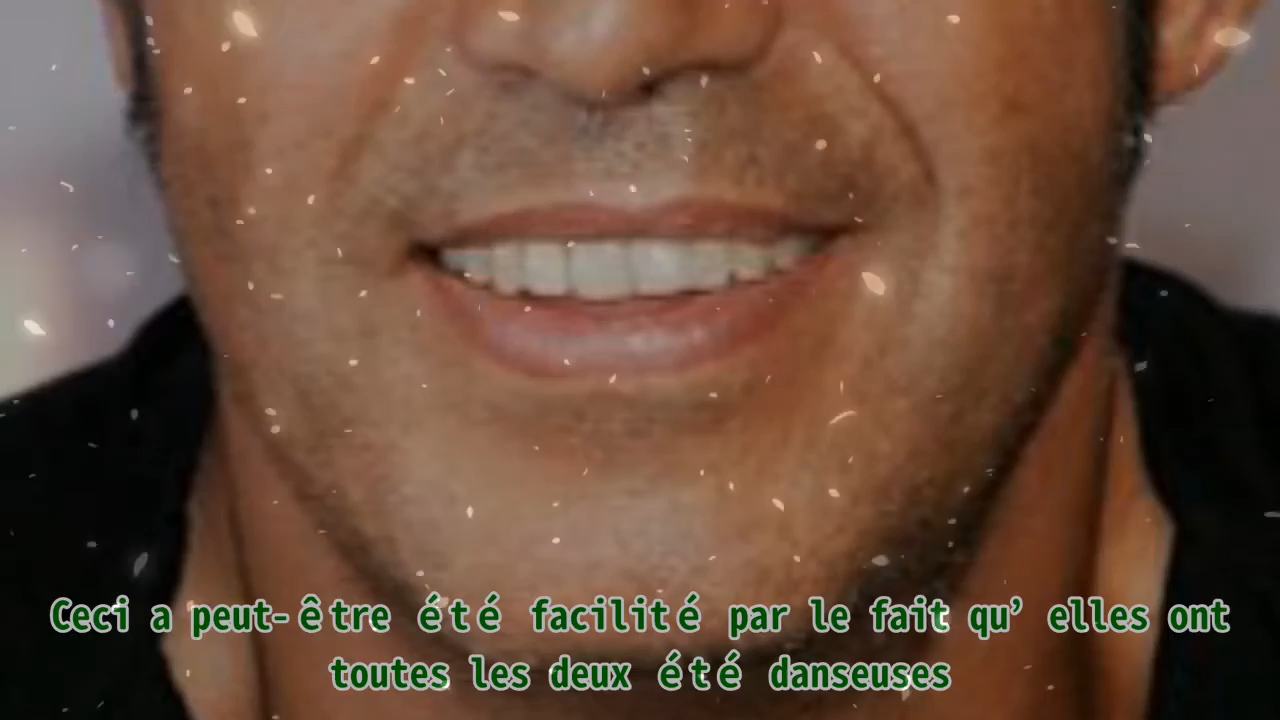 Ceci a peut-être été facilité par le fait qu’ elles ont
toutes les deux été danseuses